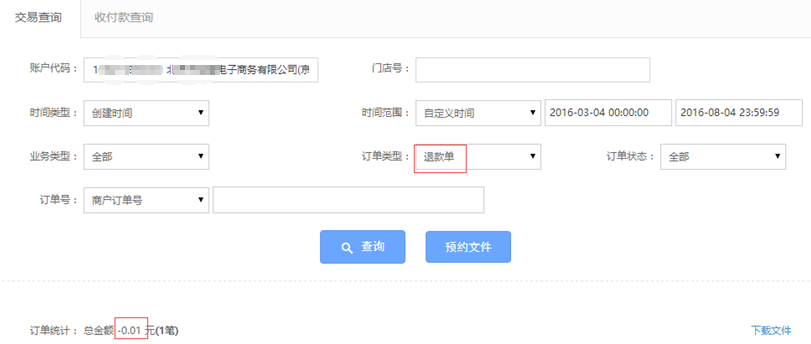 交易查询 收付款查询
账户代码： 1 电子商务有限公司(京 门店号：
时间类型： 创建时间 时间范围： 自定义时间 2016-03-04 00:00:00 2016-08-04 23:59:59
业务类型： 全部 订单类型： 退款单 订单状态： 全部
订单号： 商户订单号
查询 预约文件
订单统计： 总金额 -0.01 元(1笔) 下载文件